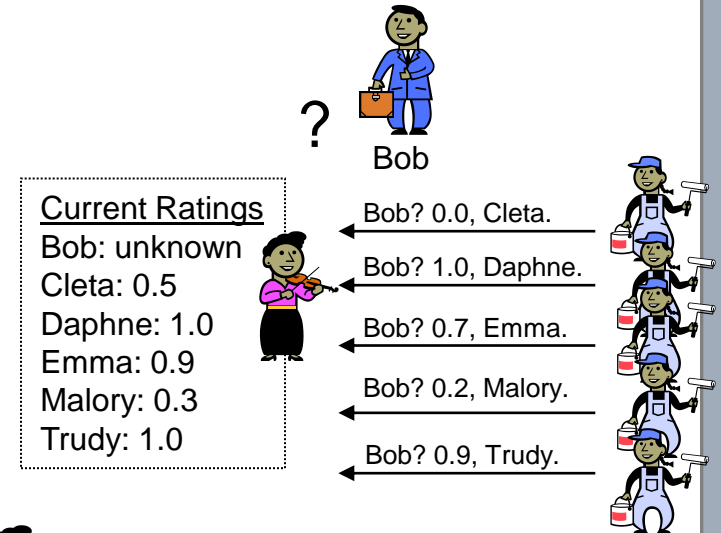 ?
Bob
Current Ratings
Bob: unknown
Cleta: 0.5
Daphne: 1.0
Emma: 0.9
Malory: 0.3
Trudy: 1.0
Bob? 0.0, Cleta.
Bob? 1.0, Daphne.
Bob? 0.7, Emma.
Bob? 0.2, Malory.
Bob? 0.9, Trudy.